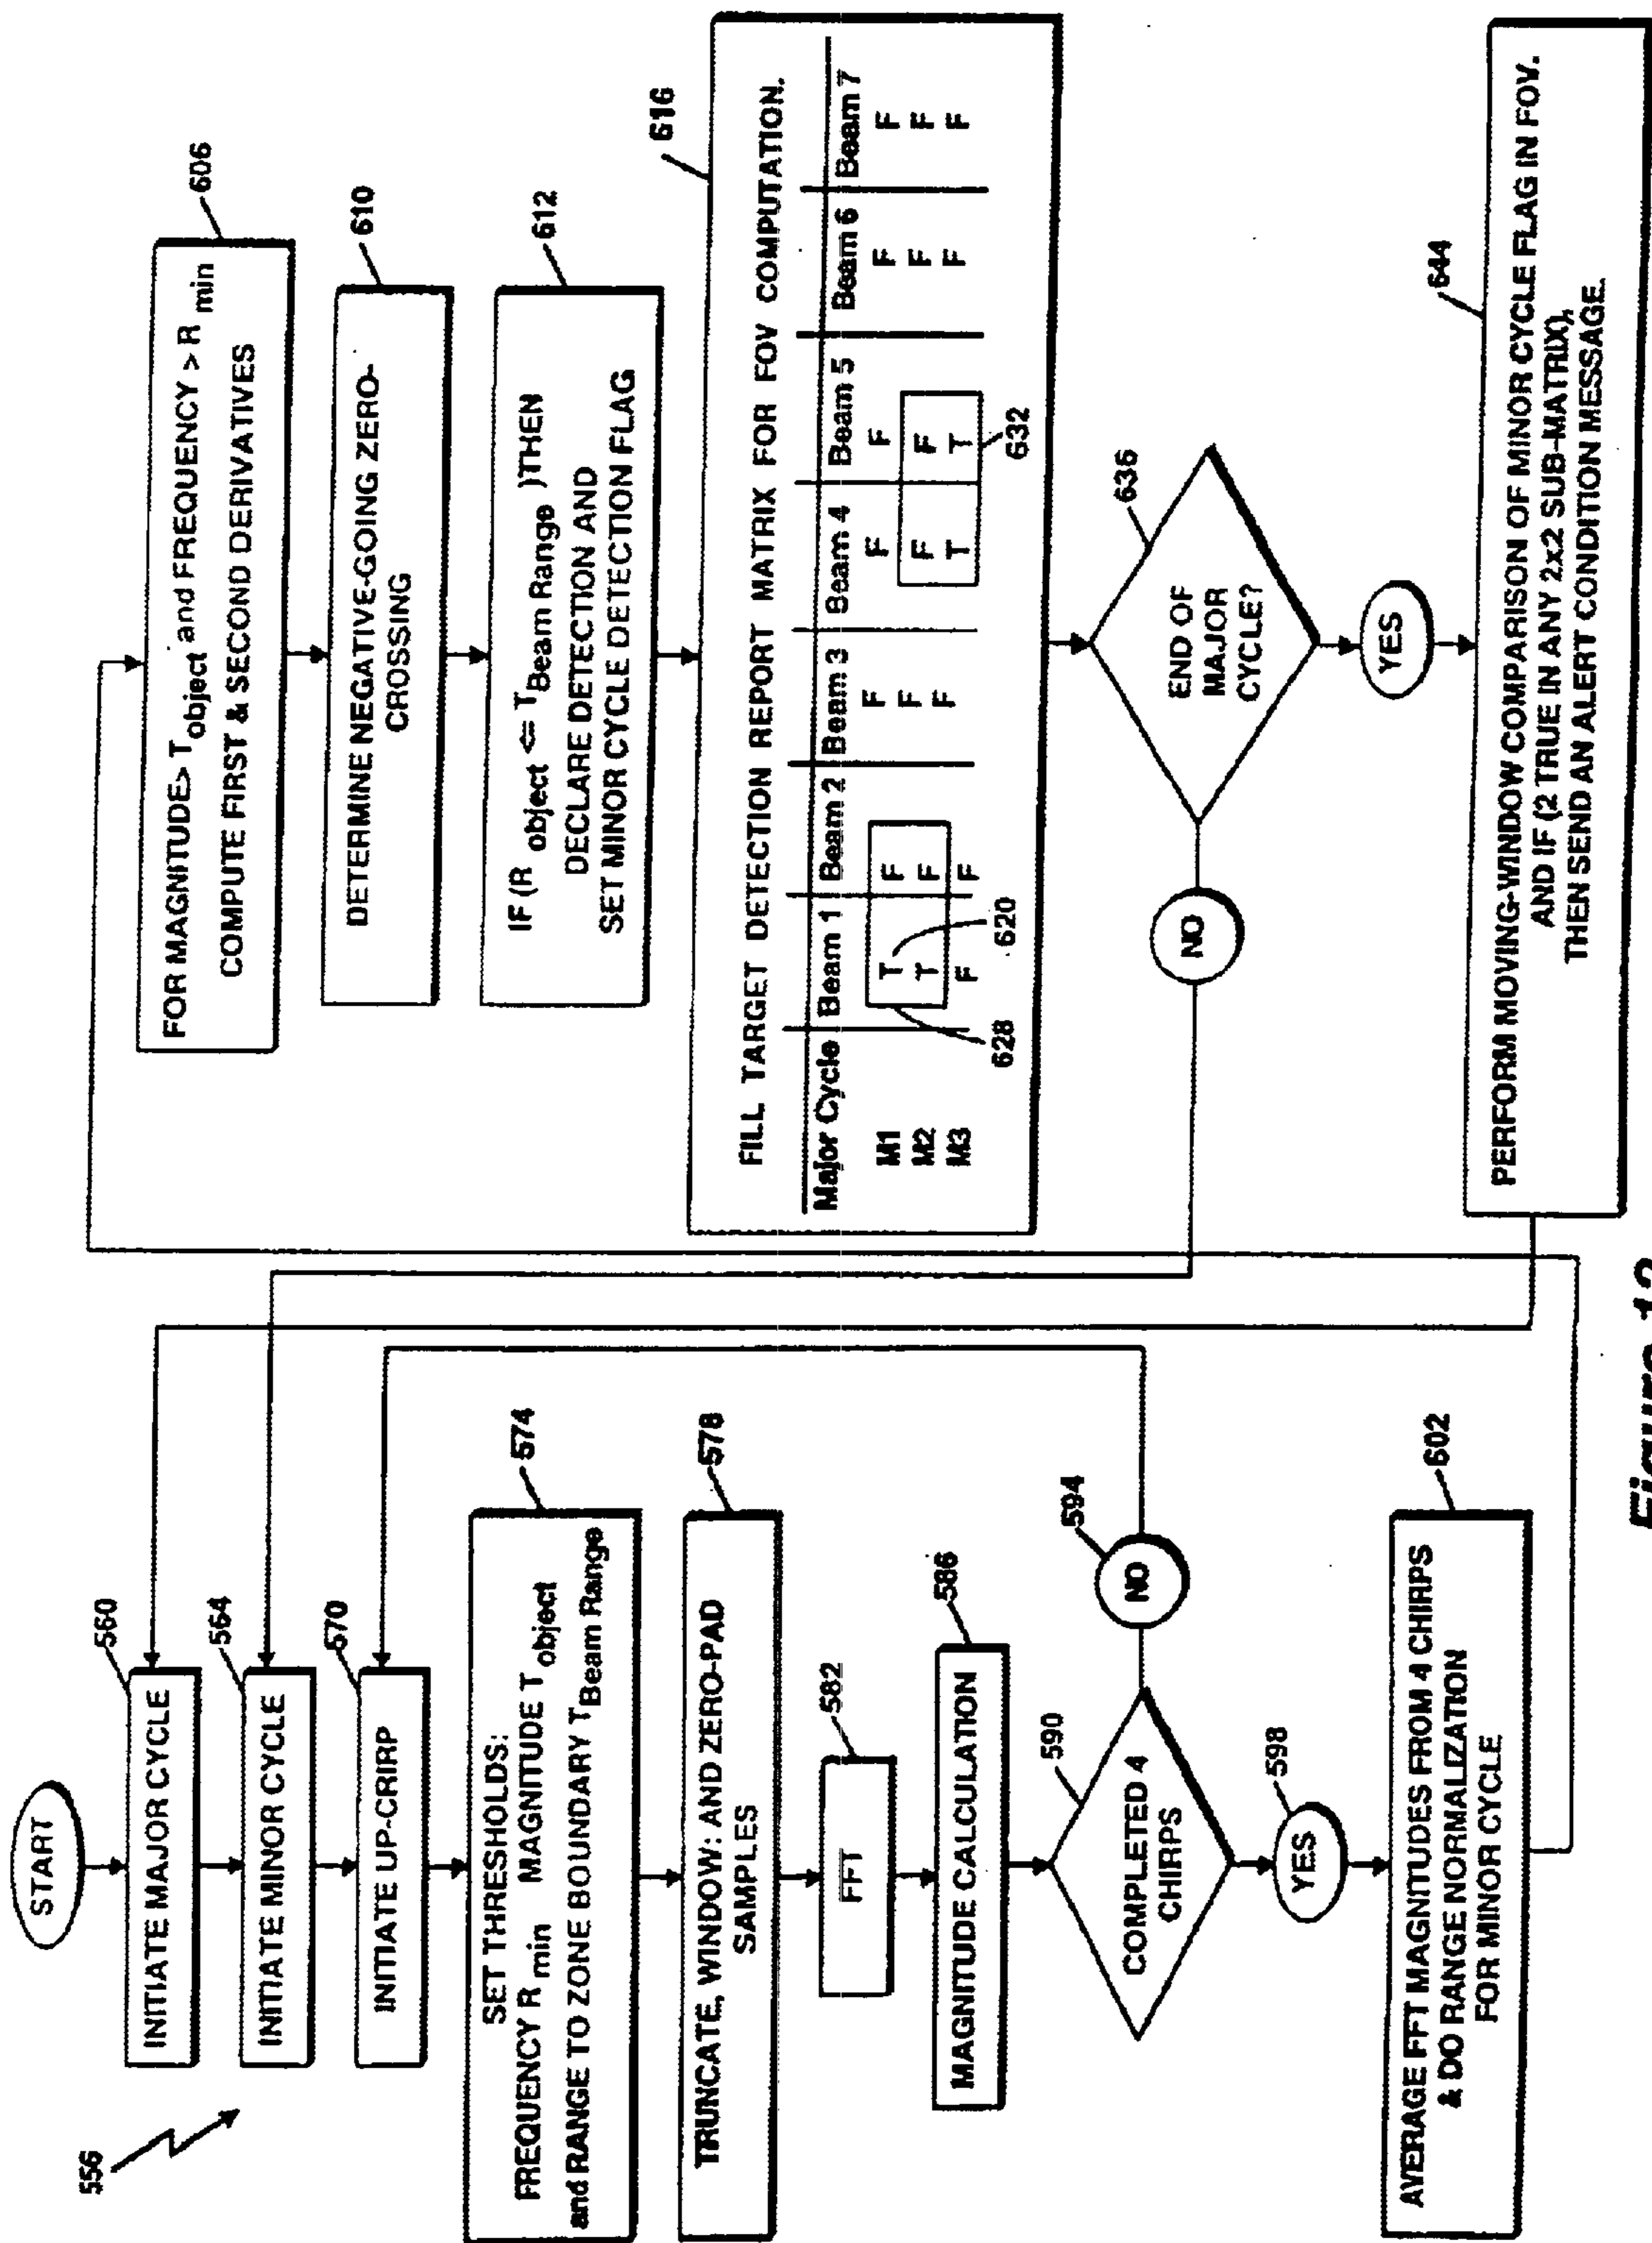 START
556
560
INITIATE MAJOR CYCLE
564
INITIATE MINOR CYCLE
570
INITIATE UP-CRIRP
574
SET THRESHOLDS:
FREQUENCY R min MAGNITUDE T object
and RANGE TO ZONE BOUNDARY T Beam Range
578
TRUNCATE, WINDOW: AND ZERO-PAD
SAMPLES
582
FFT
586
MAGNITUDE CALCULATION
590
COMPLETED 4
CHIRPS
594
NO
598
YES
602
AVERAGE FFT MAGNITUDES FROM 4 CHIRPS
& DO RANGE NORMALIZATION
FOR MINOR CYCLE
606
FOR MAGNITUDE> T object and FREQUENCY > R min
COMPUTE FIRST & SECOND DERIVATIVES
610
DETERMINE NEGATIVE-GOING ZERO-
CROSSING
612
IF (R object <= T Beam Range )THEN
DECLARE DETECTION AND
SET MINOR CYCLE DETECTION FLAG
616
FILL TARGET DETECTION REPORT MATRIX FOR FOV COMPUTATION.
Major Cycle Beam 1 Beam 2 Beam 3 Beam 4 Beam 5 Beam 6 Beam 7
M1 T F F F F F F
M2 T F F F F F F
M3 F F F T T F F
628
620
632
636
END OF
MAJOR
CYCLE?
NO
YES
644
PERFORM MOVING-WINDOW COMPARISON OF MINOR CYCLE FLAG IN FOV.
AND IF (2 TRUE IN ANY 2x2 SUB-MATRIX),
THEN SEND AN ALERT CONDITION MESSAGE.
Figure